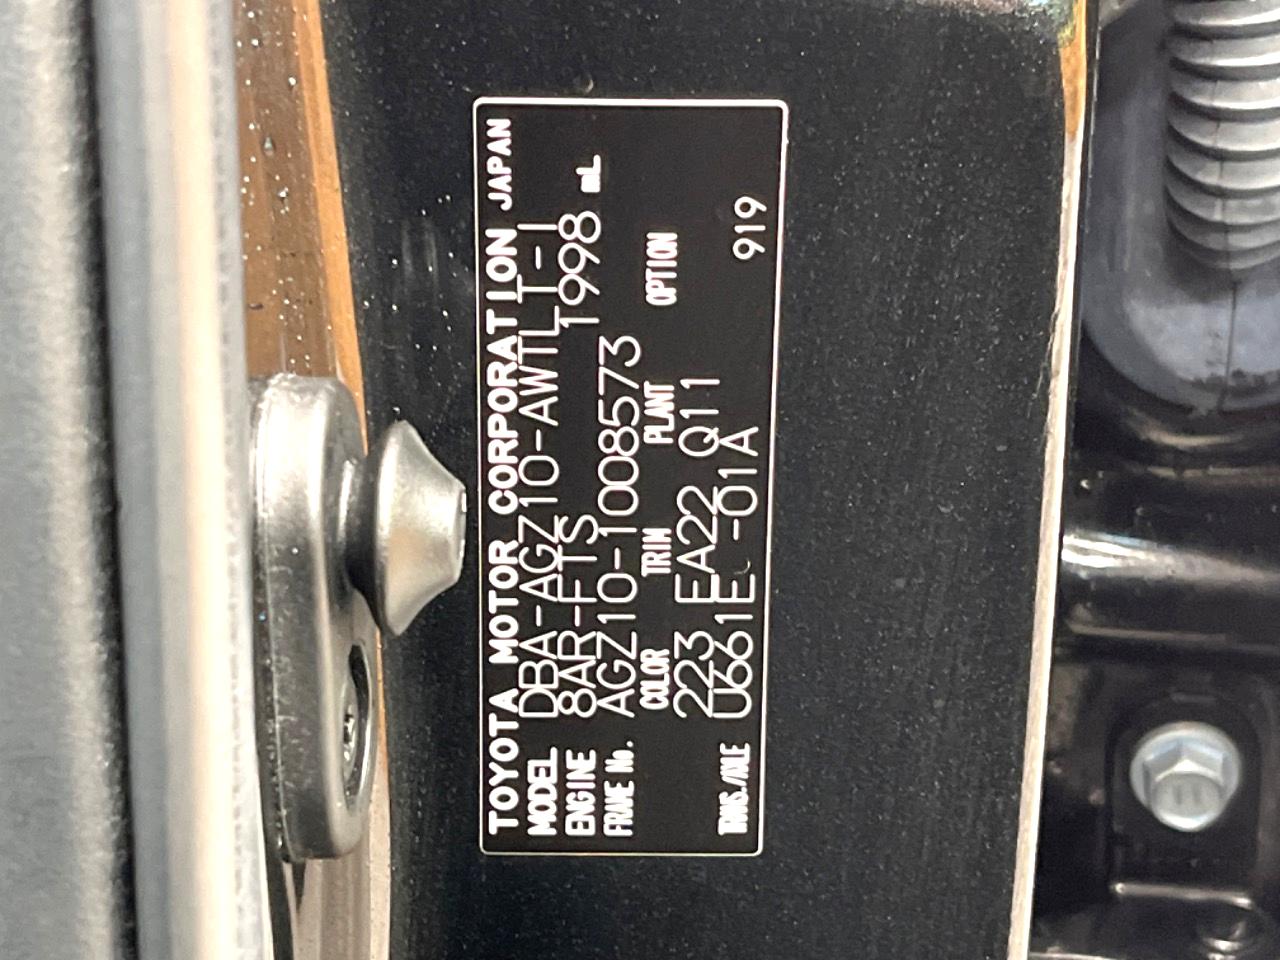 TOYOTA MOTOR CORPORATION JAPAN
MODEL DBA-AGZ10-AWTLT-1
ENGINE 8AR-FTS 1998 mL
FRAME No. AGZ10-1008573
COLOR TRIM PLANT OPTION
223 EA22 Q11
TRANS./AXLE U661E -01A 919